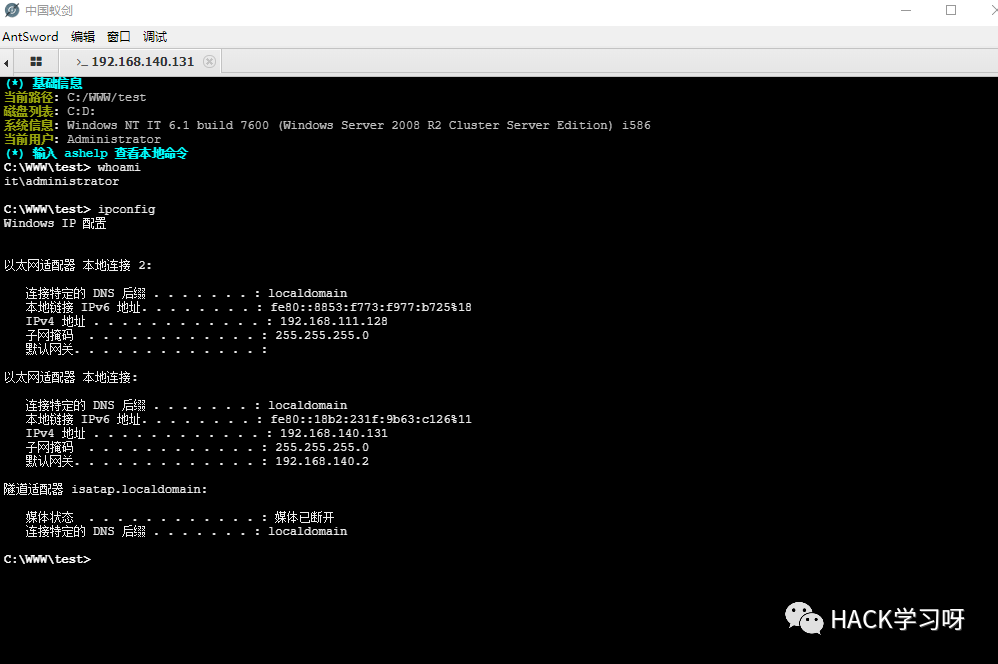 中国蚁剑
AntSword 编辑 窗口 调试
>_ 192.168.140.131
(*) 基础信息
当前路径: C:/WWW/test
磁盘列表: C:D:
系统信息: Windows NT IT 6.1 build 7600 (Windows Server 2008 R2 Cluster Server Edition) i586
当前用户: Administrator
(*) 输入 ashelp 查看本地命令
C:\WWW\test> whoami
it\administrator
C:\WWW\test> ipconfig
Windows IP 配置
以太网适配器 本地连接 2:
连接特定的 DNS 后缀 . . . . . . . : localdomain
本地链接 IPv6 地址. . . . . . . . : fe80::8853:f773:f977:b725%18
IPv4 地址 . . . . . . . . . . . . : 192.168.111.128
子网掩码 . . . . . . . . . . . . : 255.255.255.0
默认网关. . . . . . . . . . . . . :
以太网适配器 本地连接:
连接特定的 DNS 后缀 . . . . . . . : localdomain
本地链接 IPv6 地址. . . . . . . . : fe80::18b2:231f:9b63:c126%11
IPv4 地址 . . . . . . . . . . . . : 192.168.140.131
子网掩码 . . . . . . . . . . . . : 255.255.255.0
默认网关. . . . . . . . . . . . . : 192.168.140.2
隧道适配器 isatap.localdomain:
媒体状态 . . . . . . . . . . . . : 媒体已断开
连接特定的 DNS 后缀 . . . . . . . : localdomain
C:\WWW\test>
HACK学习呀